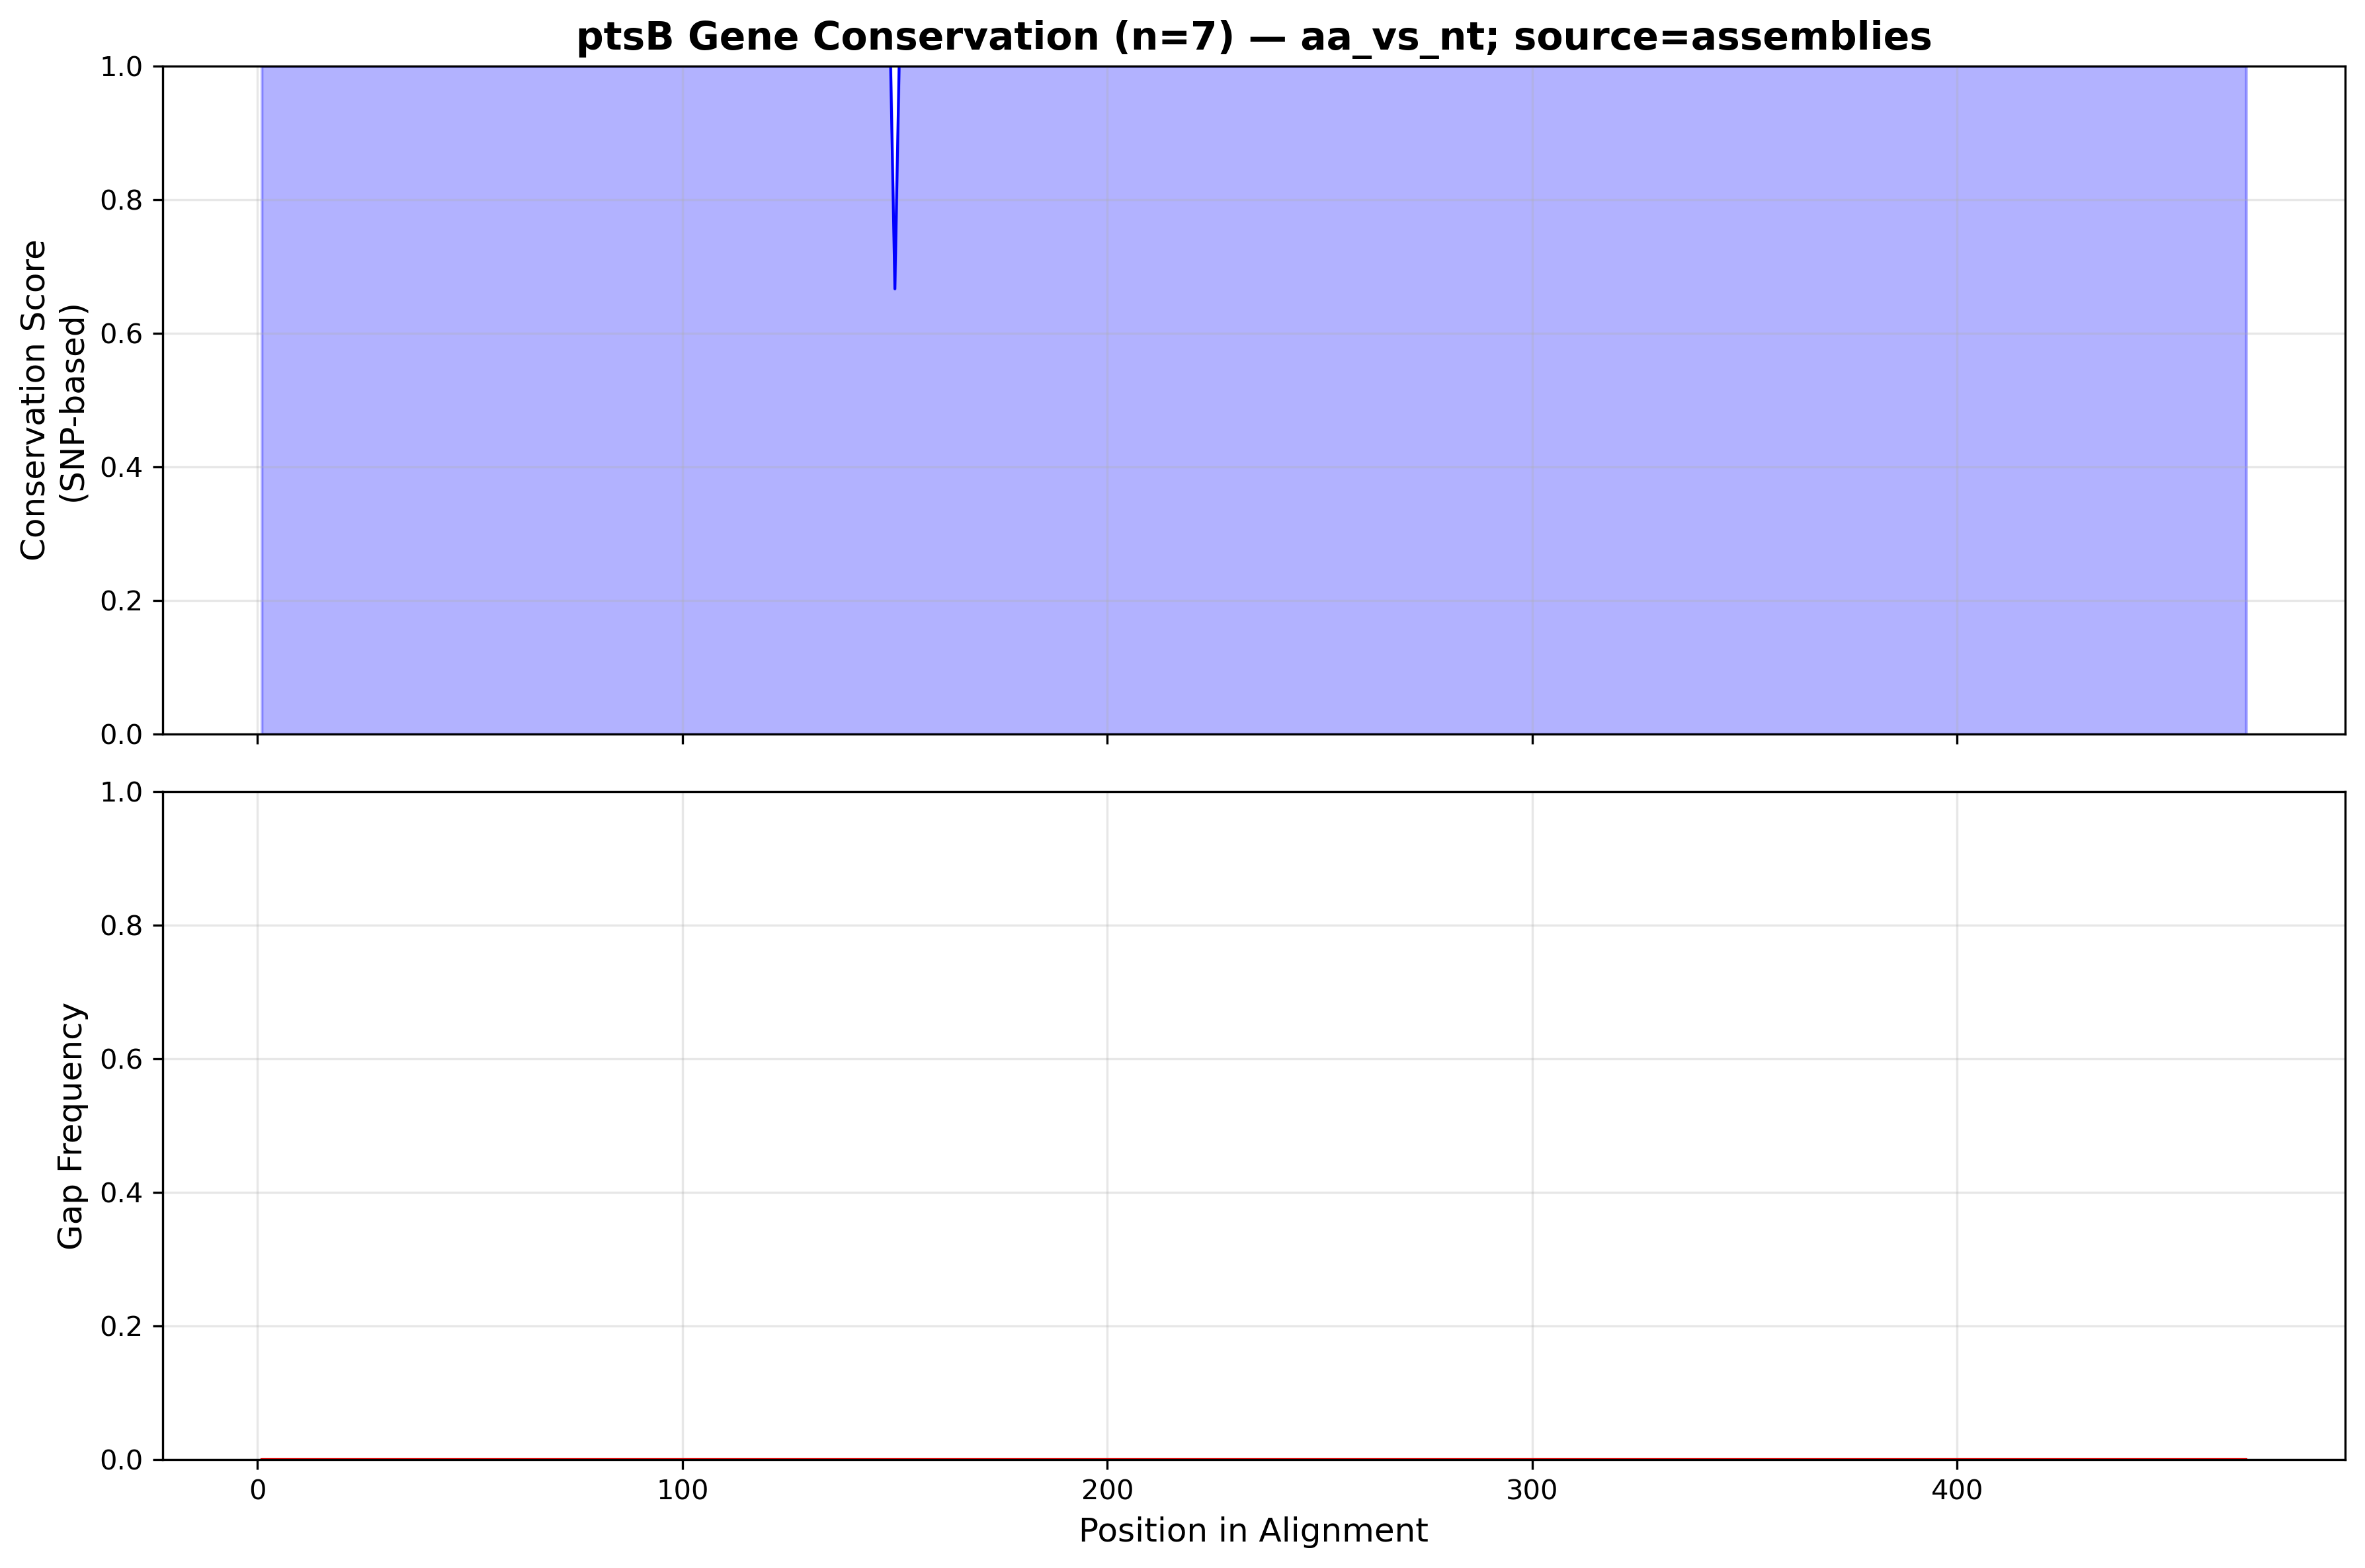 ptsB Gene Conservation (n=7) — aa_vs_nt; source=assemblies
1.0
0.8
0.6
0.4
0.2
0.0
Conservation Score
(SNP-based)
1.0
0.8
0.6
0.4
0.2
0.0
Gap Frequency
0 100 200 300 400
Position in Alignment